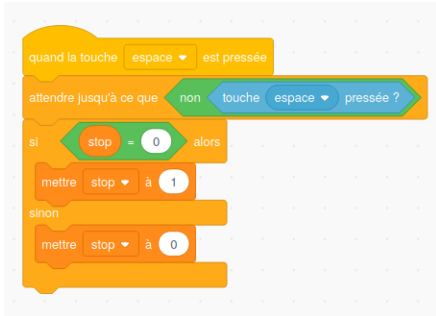 quand la touche espace est pressée
attendre jusqu'à ce que non touche espace pressée ?
si stop = 0 alors
mettre stop à 1
sinon
mettre stop à 0